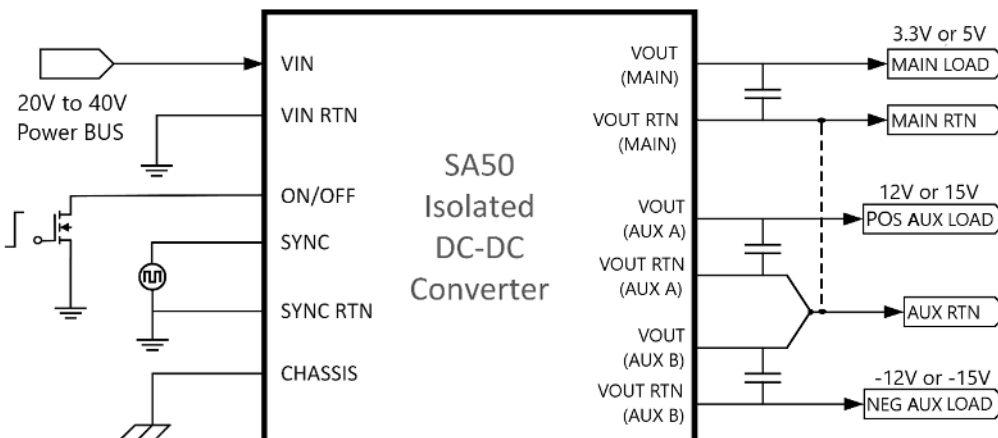 20V to 40V
Power BUS
VIN
VIN RTN
ON/OFF
SYNC
SYNC RTN
CHASSIS
SA50
Isolated
DC-DC
Converter
VOUT
(MAIN)
VOUT RTN
(MAIN)
VOUT
(AUX A)
VOUT RTN
(AUX A)
VOUT
(AUX B)
VOUT RTN
(AUX B)
3.3V or 5V
MAIN LOAD
MAIN RTN
12V or 15V
POS AUX LOAD
AUX RTN
-12V or -15V
NEG AUX LOAD